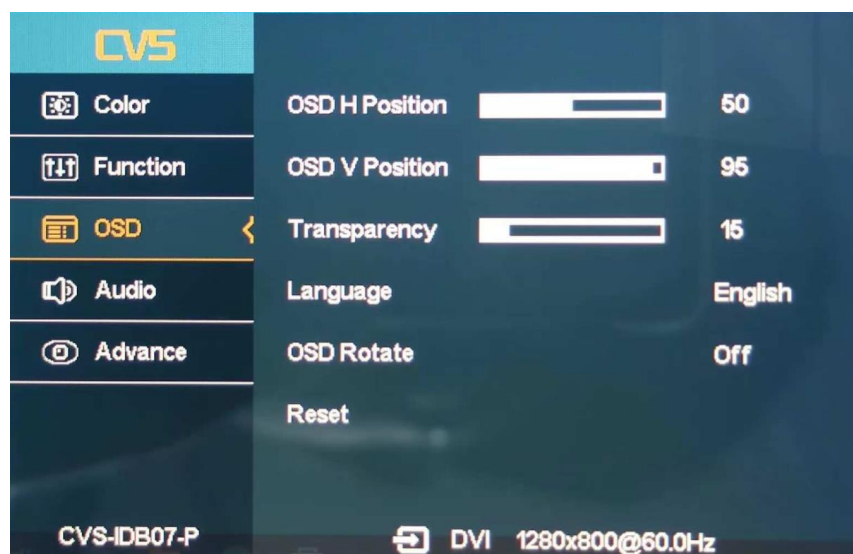 CVS
Color
OSD H Position 50
Function
OSD V Position 95
OSD
Transparency 15
Audio
Language English
Advance
OSD Rotate Off
Reset
CVS-IDB07-P
DVI 1280x800@60.0Hz